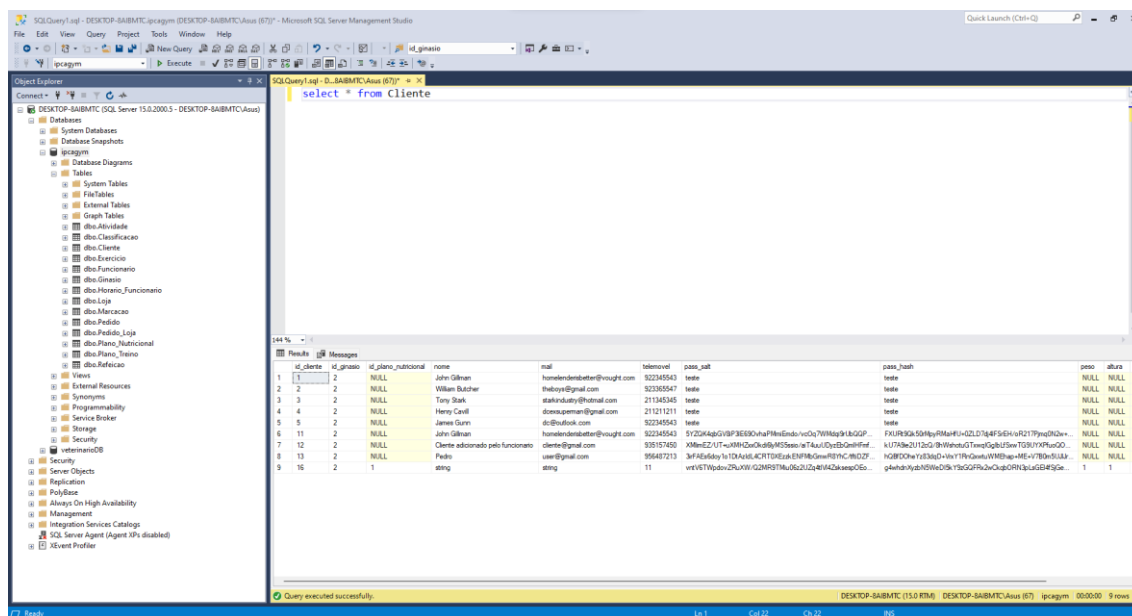 SQLQuery1.sql - DESKTOP-8AIBMTC.ipcagym (DESKTOP-8AIBMTC\Asus (67))* - Microsoft SQL Server Management Studio
Quick Launch (Ctrl+Q)
File Edit View Query Project Tools Window Help
New Query
id_ginasio
ipcagym
Execute
Object Explorer
SQLQuery1.sql - D...8AIBMTC\Asus (67))*
Connect
select * from Cliente
DESKTOP-8AIBMTC (SQL Server 15.0.2000.5 - DESKTOP-8AIBMTC\Asus)
Databases
System Databases
Database Snapshots
ipcagym
Database Diagrams
Tables
System Tables
FileTables
External Tables
Graph Tables
dbo.Atividade
dbo.Classificacao
dbo.Cliente
dbo.Exercicio
dbo.Funcionario
dbo.Ginasio
dbo.Horario_Funcionario
dbo.Loja
dbo.Marcacao
dbo.Pedido
dbo.Pedido_Loja
dbo.Plano_Nutricional
dbo.Plano_Treino
dbo.Refeicao
Views
External Resources
Synonyms
Programmability
Service Broker
Storage
Security
veterinarioDB
Security
Server Objects
Replication
PolyBase
Always On High Availability
Management
Integration Services Catalogs
SQL Server Agent (Agent XPs disabled)
XEvent Profiler
144 %
Results Messages
id_cliente id_ginasio id_plano_nutricional nome mail telemovel pass_salt pass_hash peso altura
1 1 2 NULL John Gillman homelenderisbetter@vought.com 922345543 teste teste NULL NULL
2 2 2 NULL William Butcher theboys@gmail.com 923365547 teste teste NULL NULL
3 3 2 NULL Tony Stark starkindustry@hotmail.com 211345345 teste teste NULL NULL
4 4 2 NULL Henry Cavill dcexsuperman@gmail.com 211211211 teste teste NULL NULL
5 5 2 NULL James Gunn dc@outlook.com 922345543 teste teste NULL NULL
6 11 2 NULL John Gillman homelenderisbetter@vought.com 922345543 NULL NULL
7 12 2 NULL Cliente adicionado pelo funcionario cliente@gmail.com 935157450 NULL NULL
8 13 2 NULL Pedro user@gmail.com 956487213 NULL NULL
9 16 2 1 string string 11 1 1
Query executed successfully.
DESKTOP-8AIBMTC (15.0 RTM) DESKTOP-8AIBMTC\Asus (67) ipcagym 00:00:00 9 rows
Ready Ln 1 Col 22 Ch 22 INS